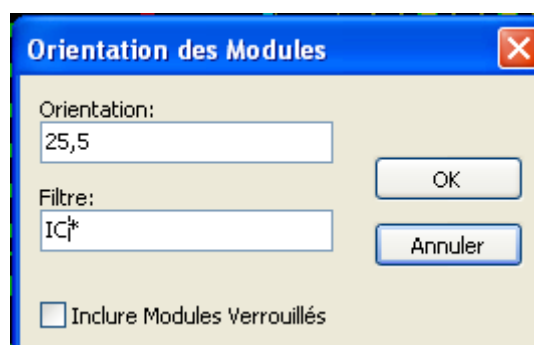 Orientation des Modules
Orientation:
25,5
OK
Filtre:
IC*
Annuler
Inclure Modules Verrouillés